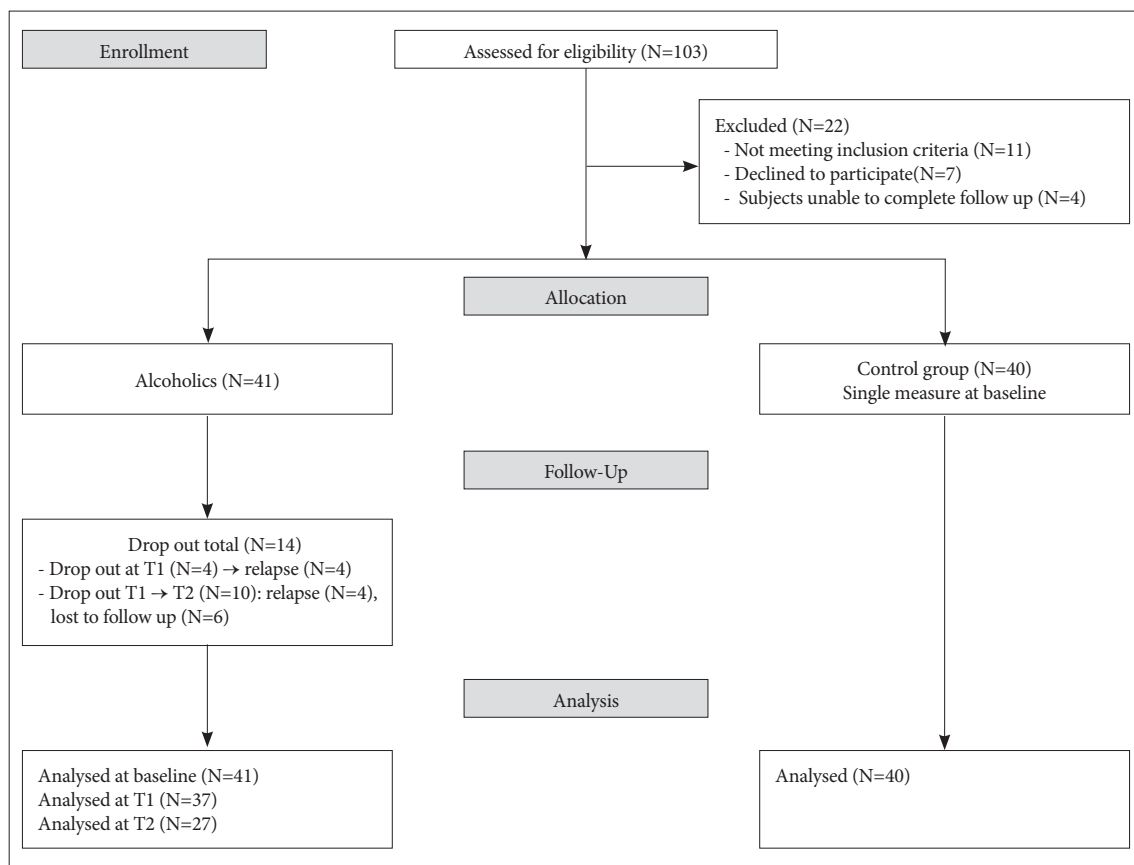 Enrollment
Assessed for eligibility (N=103)
Excluded (N=22)
- Not meeting inclusion criteria (N=11)
- Declined to participate(N=7)
- Subjects unable to complete follow up (N=4)
Allocation
Alcoholics (N=41)
Control group (N=40)
Single measure at baseline
Follow-Up
Drop out total (N=14)
- Drop out at T1 (N=4) → relapse (N=4)
- Drop out T1 → T2 (N=10): relapse (N=4),
lost to follow up (N=6)
Analysis
Analysed at baseline (N=41)
Analysed at T1 (N=37)
Analysed at T2 (N=27)
Analysed (N=40)